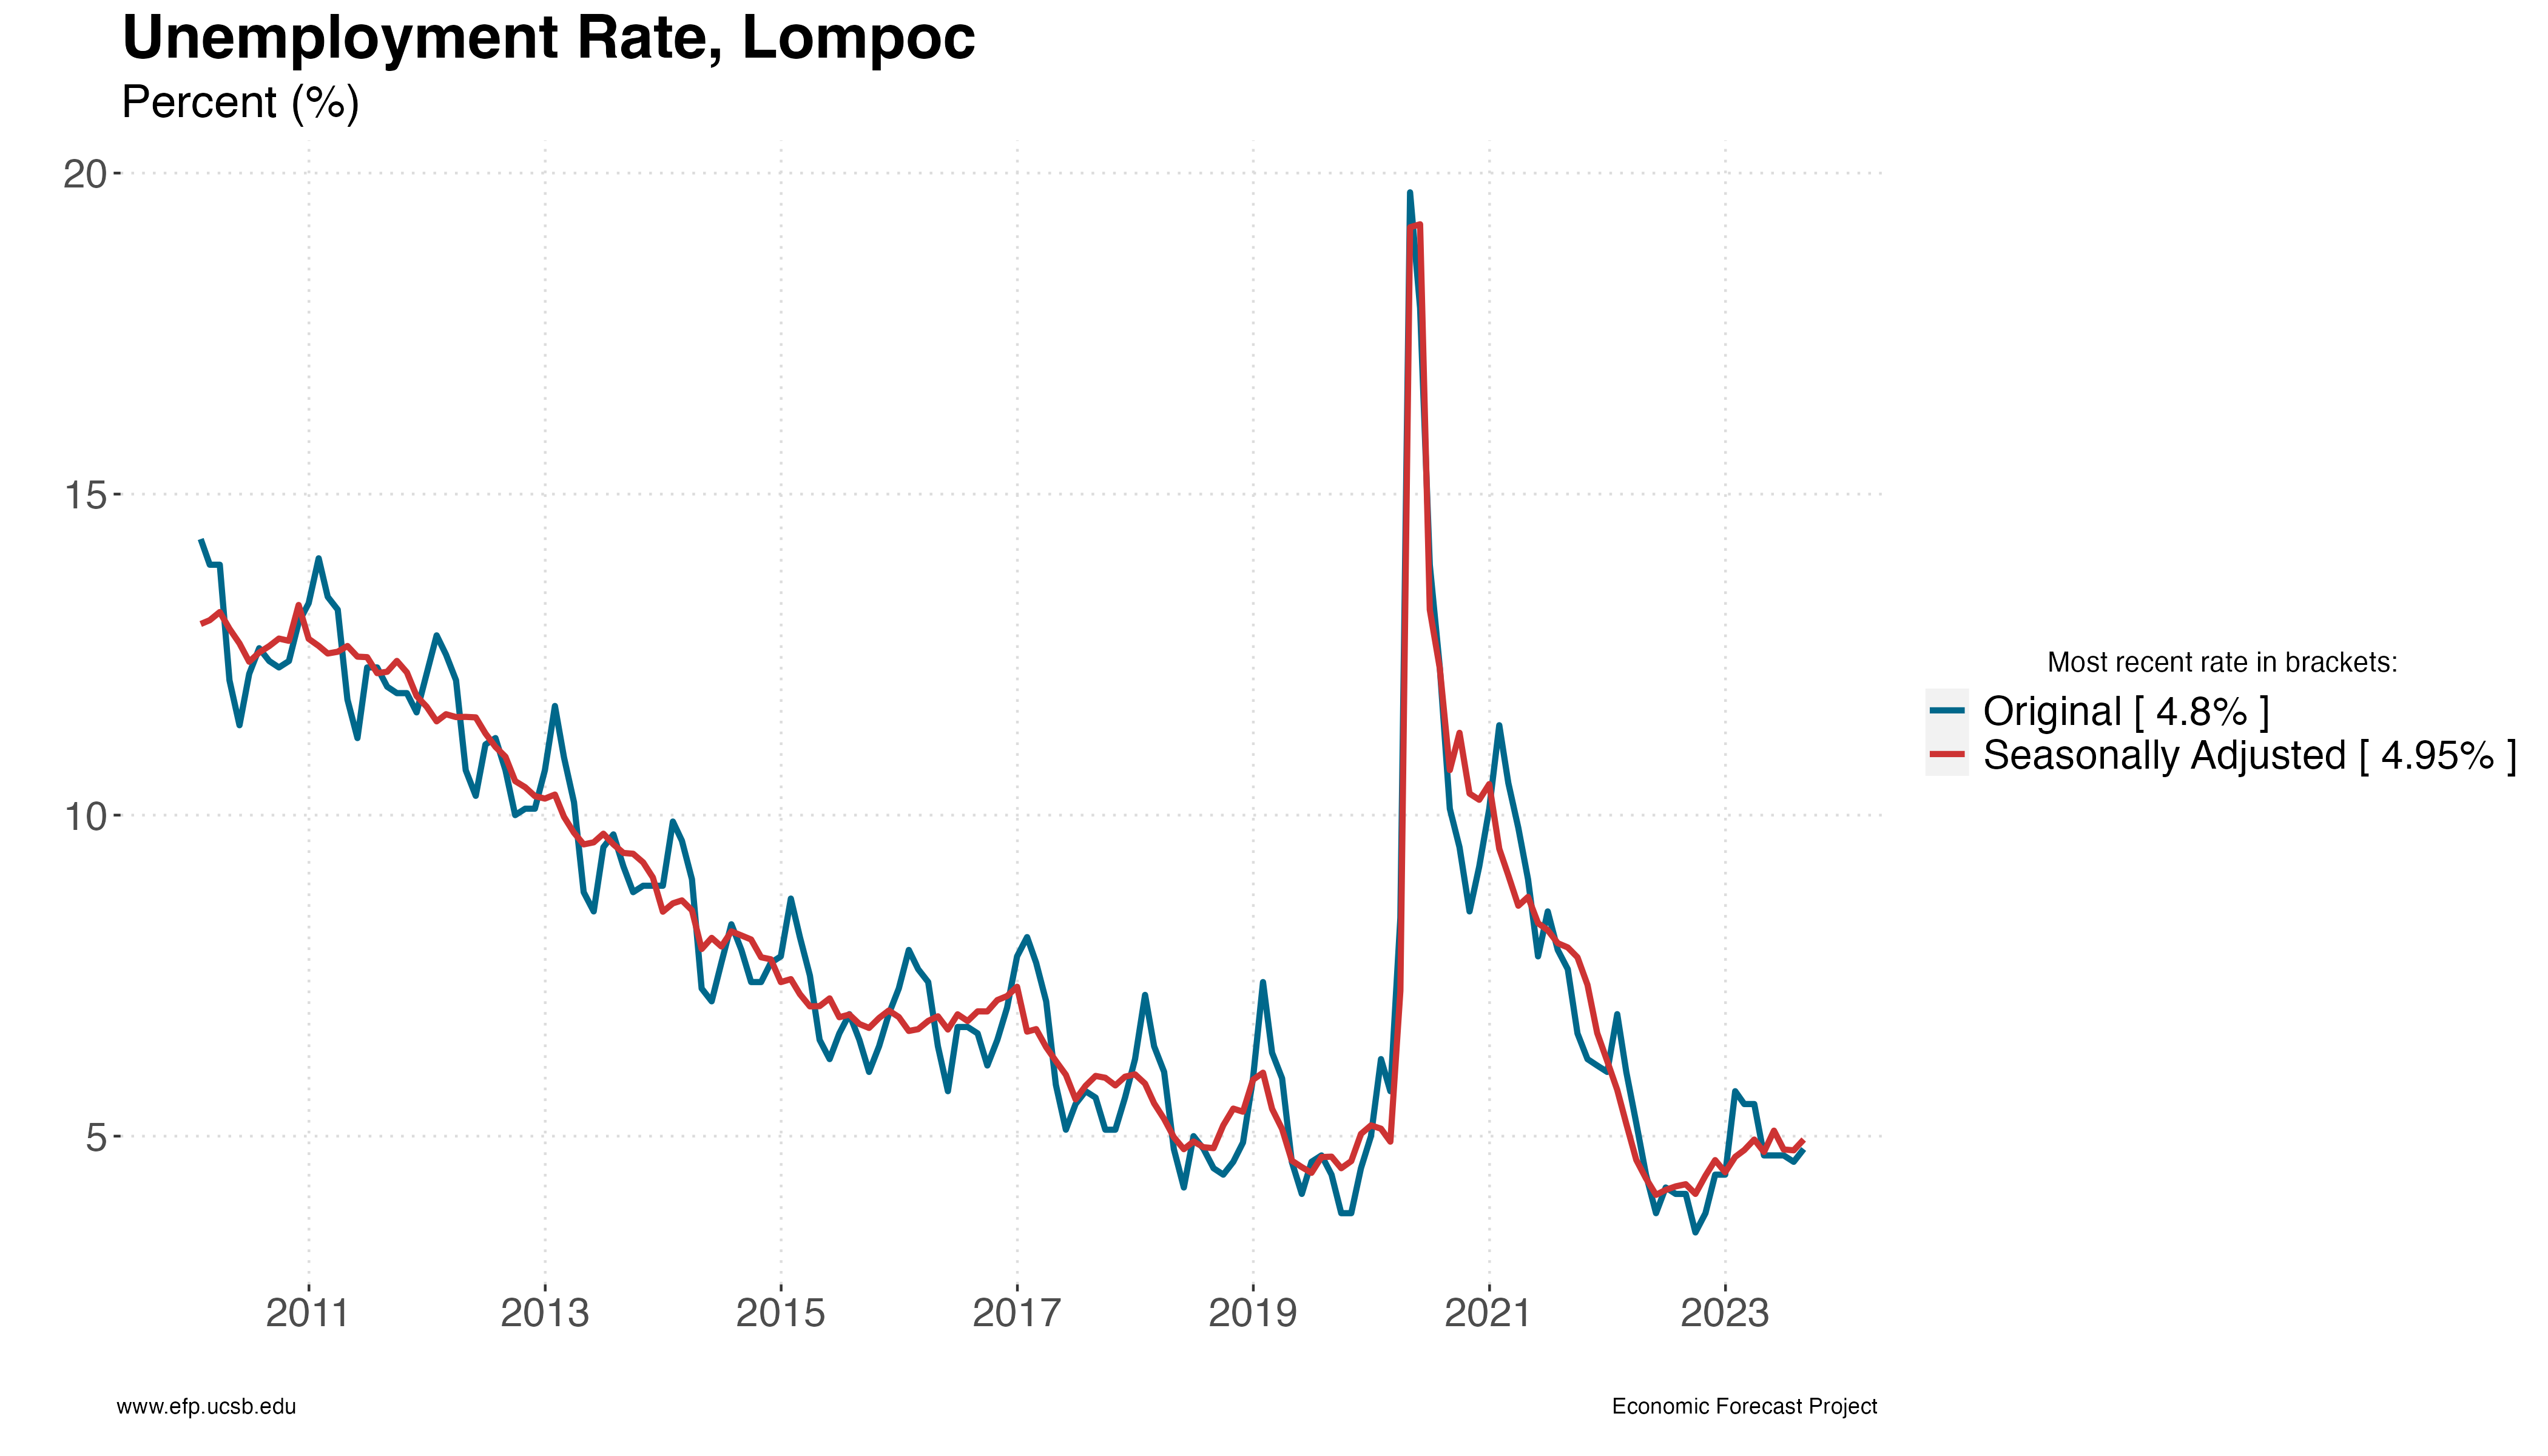 Unemployment Rate, Lompoc
Percent (%)
20
15
10
5
2011 2013 2015 2017 2019 2021 2023
Most recent rate in brackets:
Original [ 4.8% ]
Seasonally Adjusted [ 4.95% ]
www.efp.ucsb.edu
Economic Forecast Project